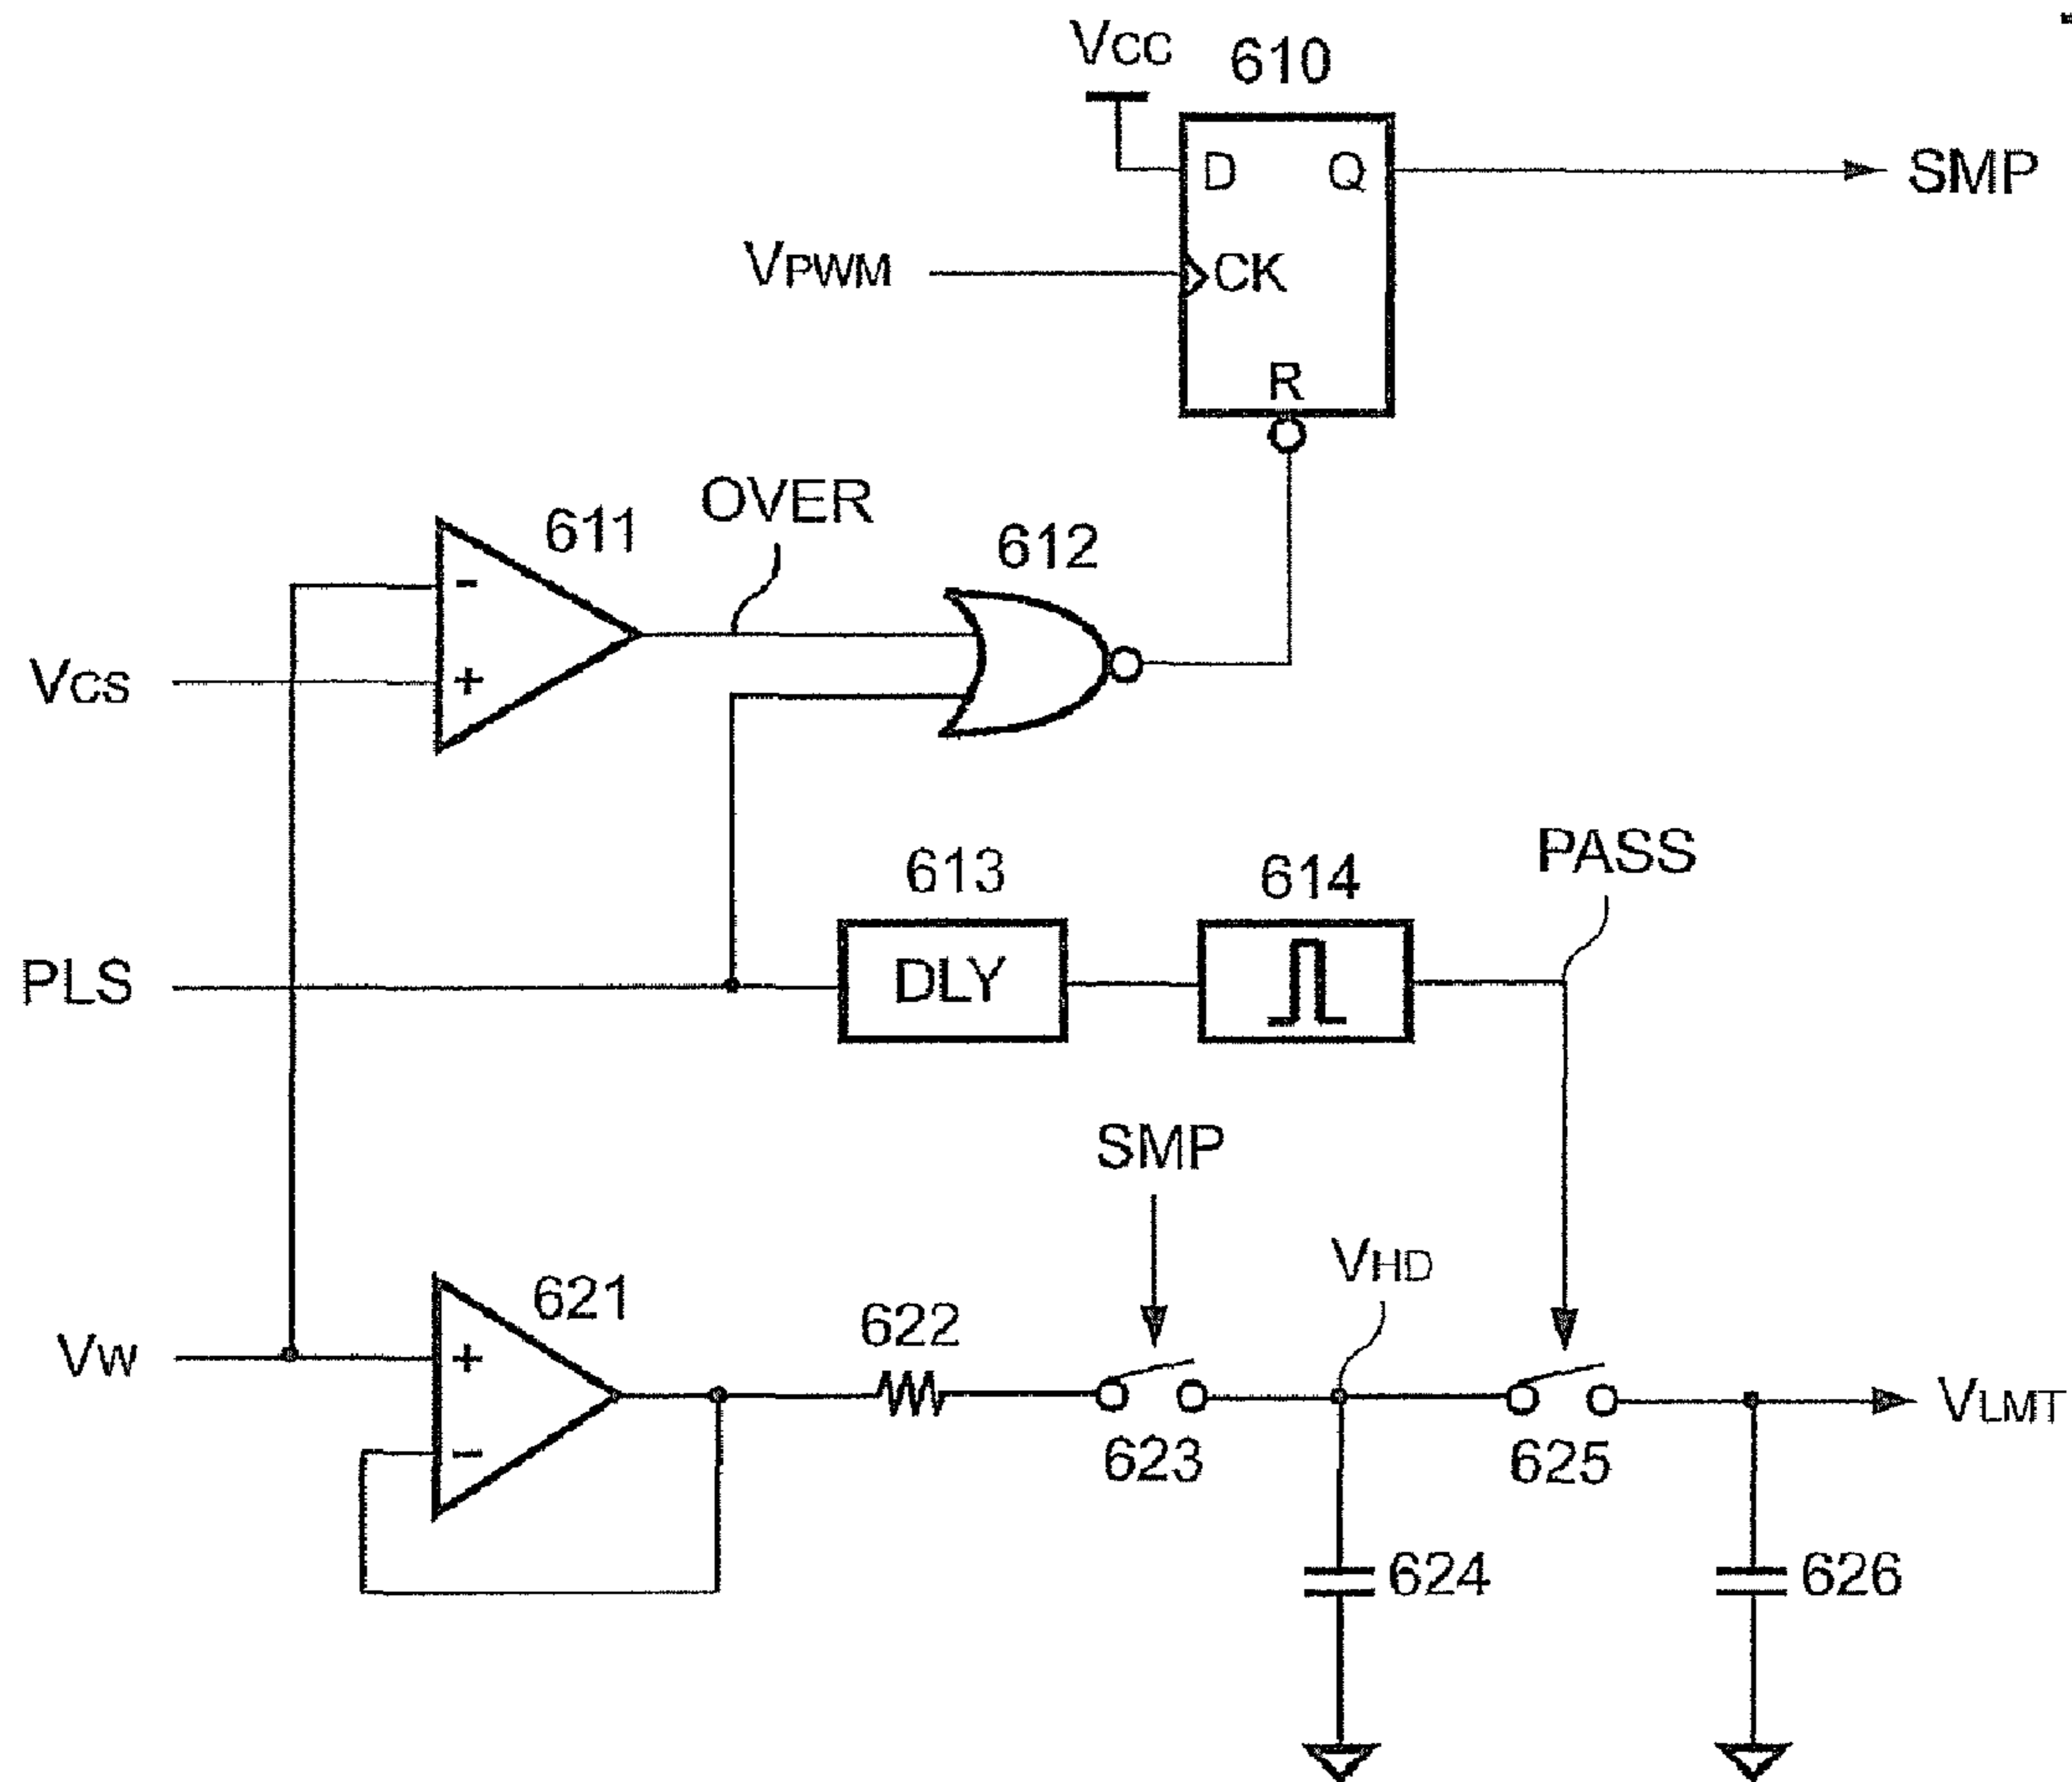 VCC
610
D
Q
SMP
VPWM
CK
R
OVER
611
612
-
VCS
+
PASS
613
614
PLS
DLY
SMP
VHD
621
622
VW
+
-
VLMT
623
625
624
626